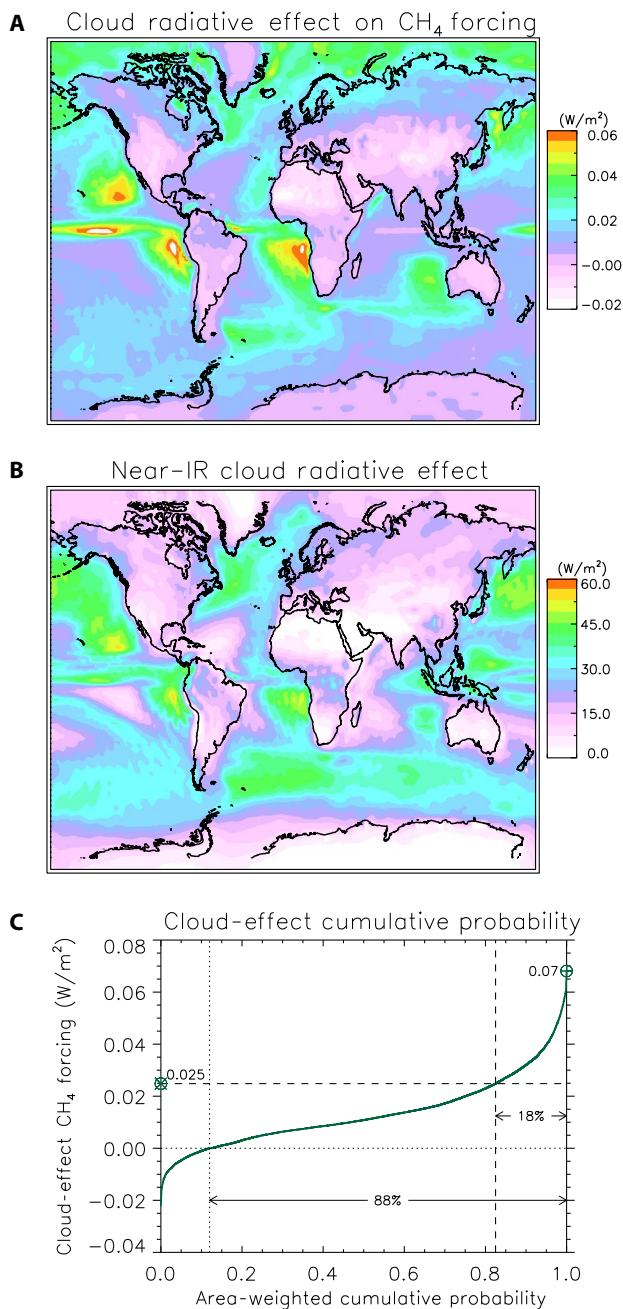 A
Cloud radiative effect on CH₄ forcing
(W/m²)
0.06
0.04
0.02
−0.00
−0.02
B
Near−IR cloud radiative effect
(W/m²)
60.0
45.0
30.0
15.0
0.0
C
Cloud−effect cumulative probability
Cloud−effect CH₄ forcing (W/m²)
0.08
0.06
0.04
0.02
0.00
−0.02
−0.04
0.07
0.025
18%
88%
0.0 0.2 0.4 0.6 0.8 1.0
Area−weighted cumulative probability